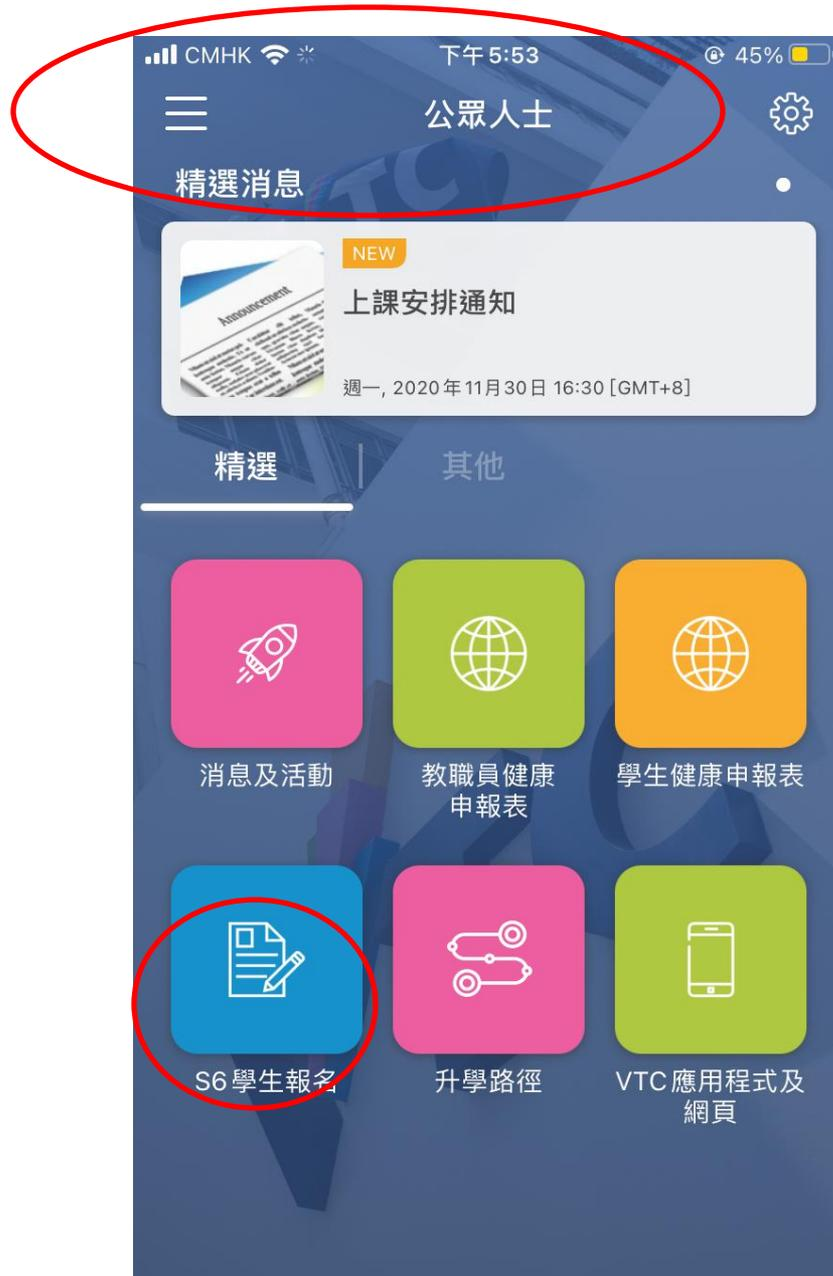 CMHK 下午5:53 45%
公眾人士
精選消息
Announcement
NEW
上課安排通知
週一, 2020年11月30日 16:30 [GMT+8]
精選 其他
消息及活動
教職員健康
申報表
學生健康申報表
S6學生報名
升學路徑
VTC應用程式及
網頁